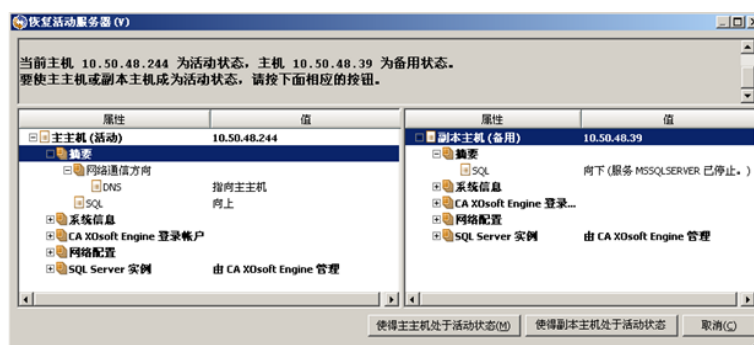 恢复活动服务器(V)
当前主机 10.50.48.244 为活动状态，主机 10.50.48.39 为备用状态。
要使主主机或副本主机成为活动状态，请按下面相应的按钮。
属性 值
主主机(活动) 10.50.48.244
摘要
网络通信方向
DNS 指向主主机
SQL 向上
系统信息
CA XOsoft Engine 登录帐户
网络配置
SQL Server 实例 由 CA XOsoft Engine 管理
属性 值
副本主机(备用) 10.50.48.39
摘要
SQL 向下(服务 MSSQLSERVER 已停止。)
系统信息
CA XOsoft Engine 登录...
网络配置
SQL Server 实例 由 CA XOsoft Engine 管理
使得主主机处于活动状态(M) 使得副本主机处于活动状态 取消(C)